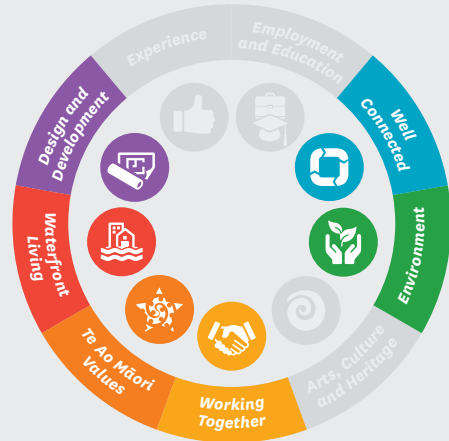 Experience
Employment
and Education
Well
Connected
Environment
Arts, Culture
and Heritage
Working
Together
Te Ao Māori
Values
Waterfront
Living
Design and
Development